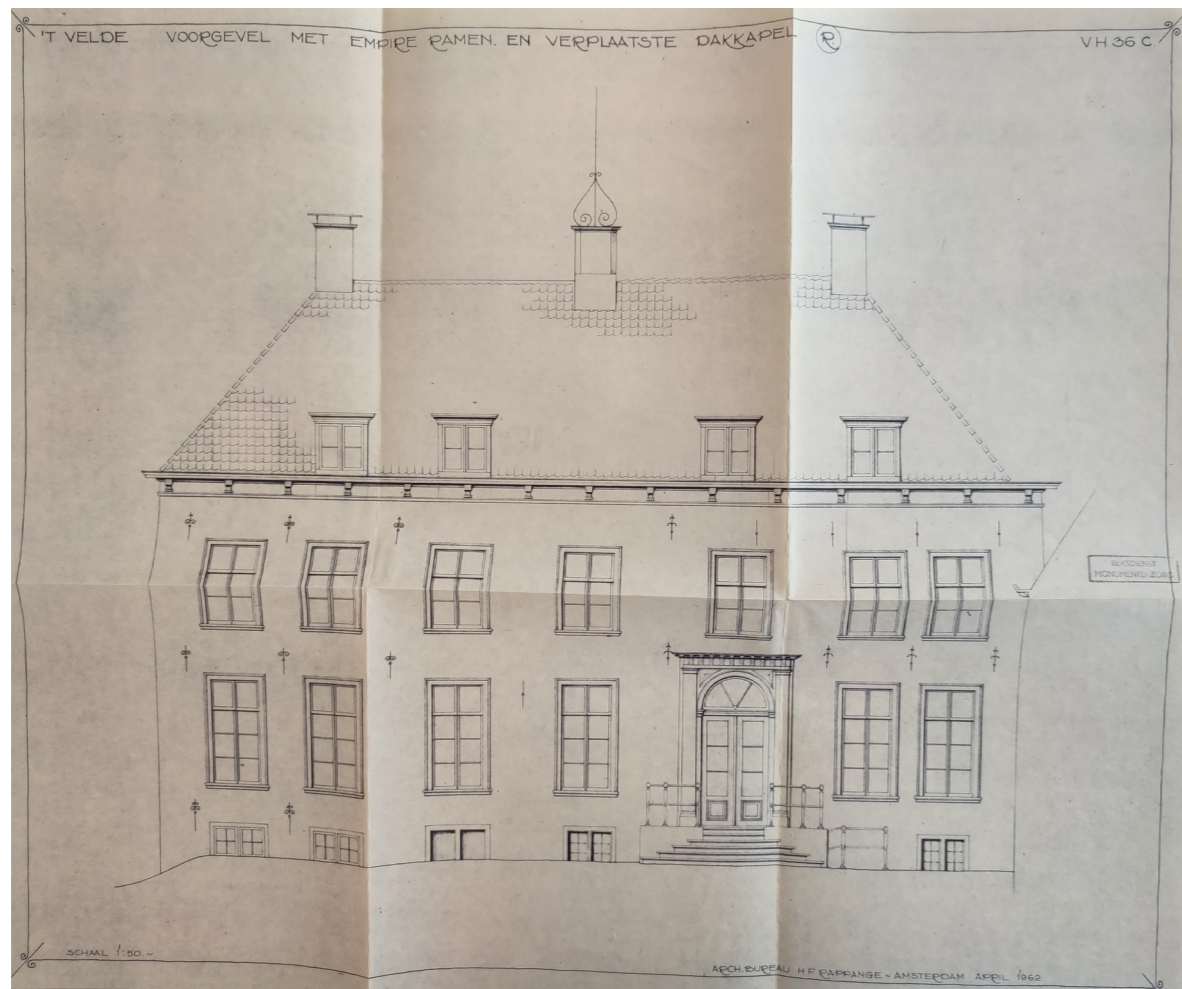 'T VELDE VOORGEVEL MET EMPIRE RAMEN. EN VERPLAATSTE DAKKAPEL R
VH 36 C.
RIJKSDIENST
MONUMENTENZORG
SCHAAL 1:50.~
ARCH.BUREAU H F RAPPANGE ~ AMSTERDAM APRIL 1962